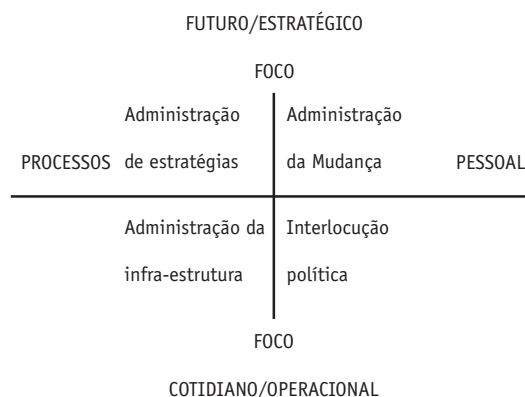 FUTURO/ESTRATÉGICO
FOCO
Administração
de estratégias
Administração
da Mudança
PROCESSOS
PESSOAL
Administração da
infra-estrutura
Interlocução
política
FOCO
COTIDIANO/OPERACIONAL